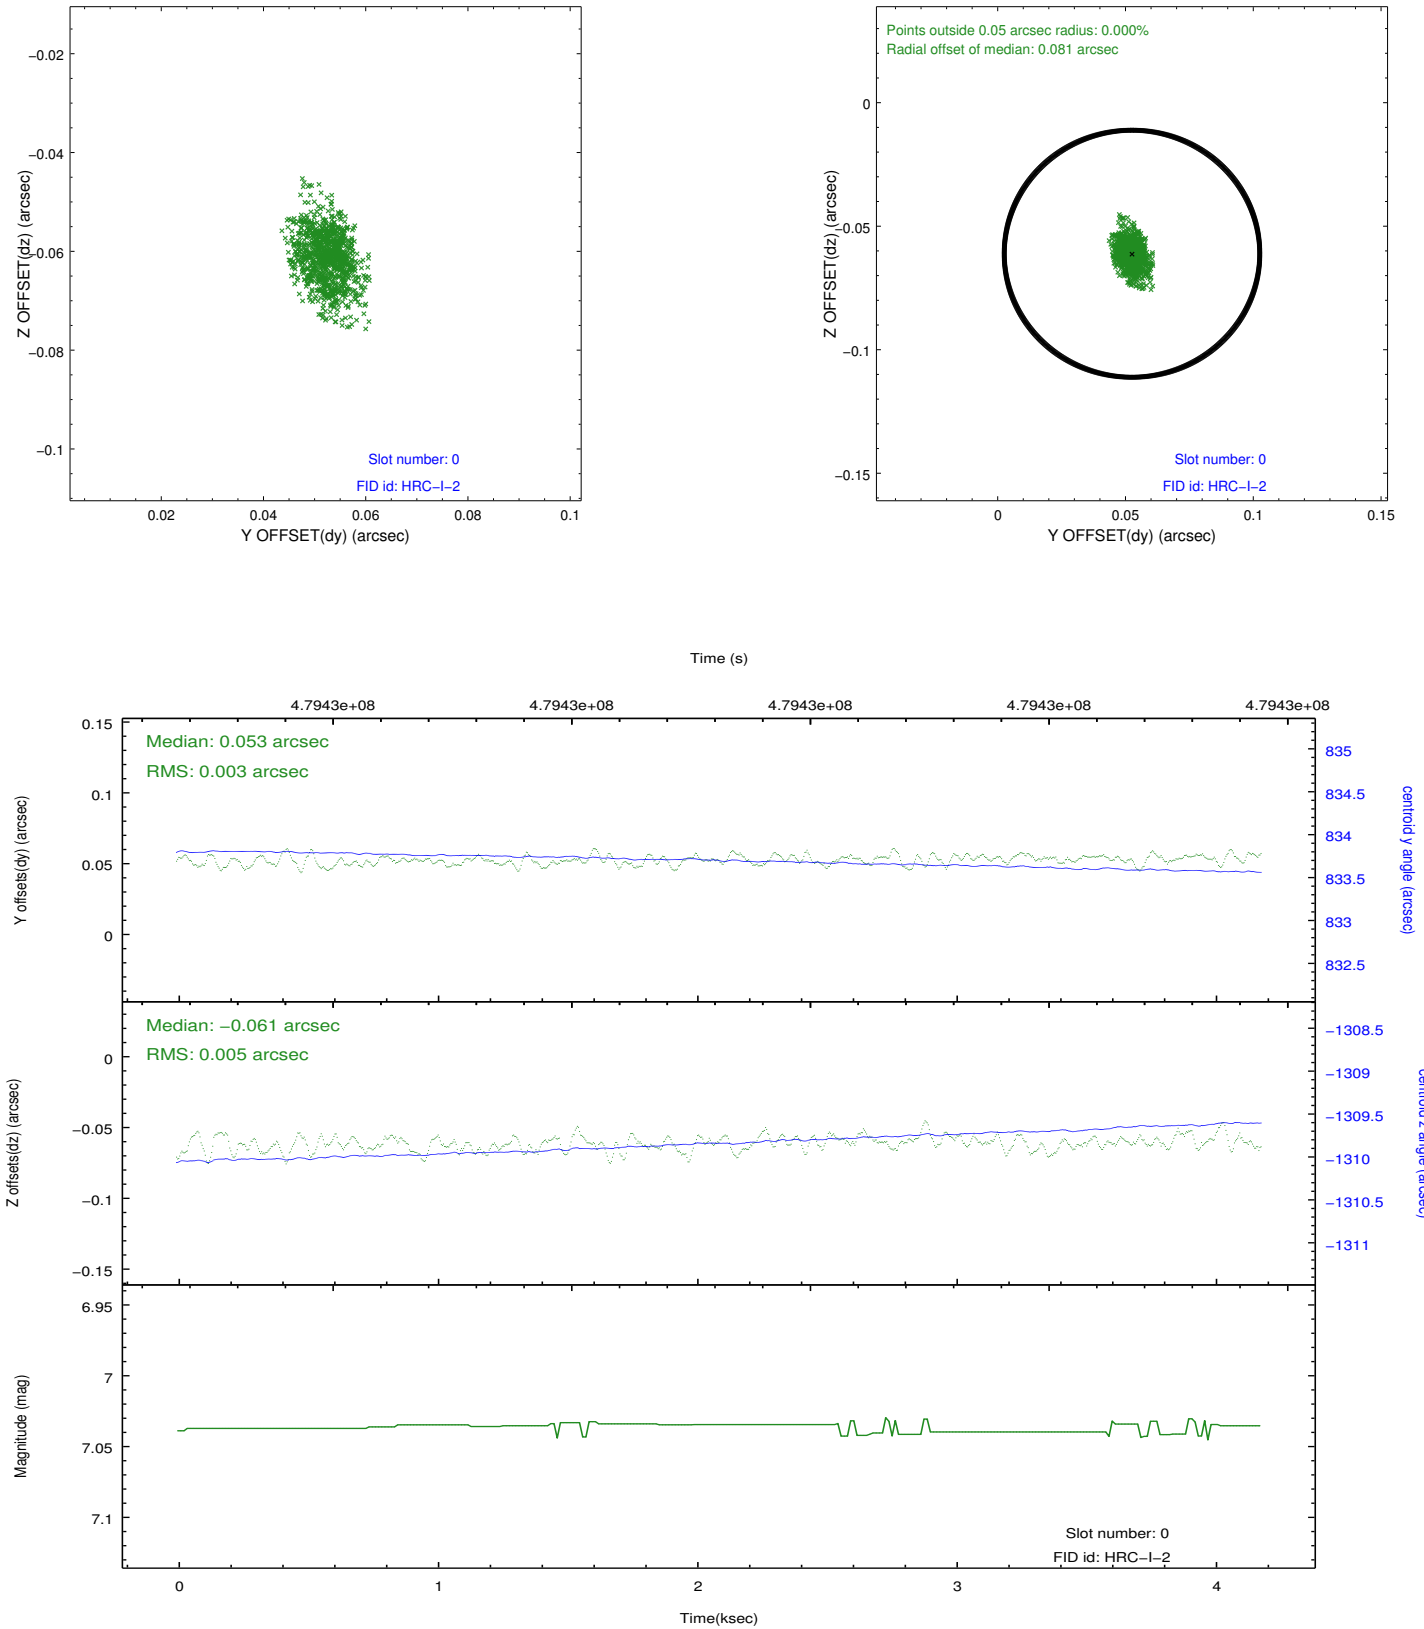 −0.02
−0.04
−0.06
−0.08
−0.1
Z OFFSET(dz) (arcsec)
Slot number: 0
FID id: HRC−I−2
0.02
0.04
0.06
0.08
0.1
Y OFFSET(dy) (arcsec)
Points outside 0.05 arcsec radius: 0.000%
Radial offset of median: 0.081 arcsec
0
−0.05
−0.1
−0.15
Z OFFSET(dz) (arcsec)
Slot number: 0
FID id: HRC−I−2
0
0.05
0.1
0.15
Y OFFSET(dy) (arcsec)
Time (s)
4.7943e+08
4.7943e+08
4.7943e+08
4.7943e+08
4.7943e+08
Median: 0.053 arcsec
RMS: 0.003 arcsec
0.15
0.1
0.05
0
Y offsets(dy) (arcsec)
835
834.5
834
833.5
833
832.5
centroid y angle (arcsec)
Median: −0.061 arcsec
RMS: 0.005 arcsec
0
−0.05
−0.1
−0.15
Z offsets(dz) (arcsec)
−1308.5
−1309
−1309.5
−1310
−1310.5
−1311
centroid z angle (arcsec)
6.95
7
7.05
7.1
Magnitude (mag)
Slot number: 0
FID id: HRC−I−2
0
1
2
3
4
Time(ksec)